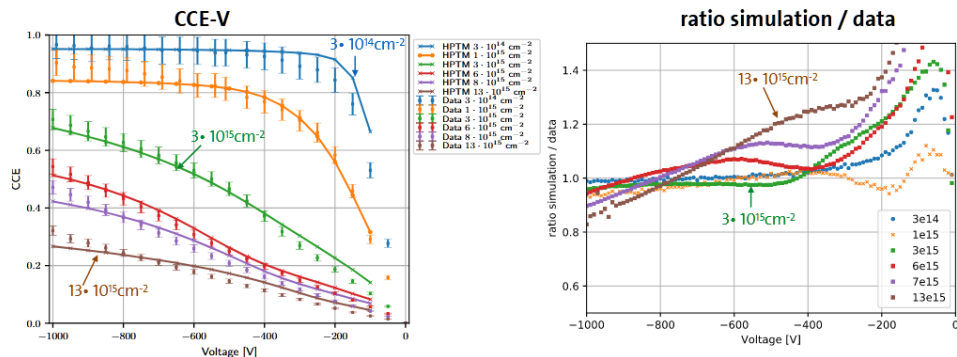 CCE-V
1.0
0.8
0.6
0.4
0.2
0.0
CCE
-1000
-800
-600
-400
-200
0
Voltage [V]
3• 10¹⁴cm⁻²
3• 10¹⁵cm⁻²
13• 10¹⁵cm⁻²
HPTM 3 · 10¹⁴ cm⁻²
HPTM 1 · 10¹⁵ cm⁻²
HPTM 3 · 10¹⁵ cm⁻²
HPTM 6 · 10¹⁵ cm⁻²
HPTM 8 · 10¹⁵ cm⁻²
HPTM 13 · 10¹⁵ cm⁻²
Data 3 · 10¹⁴ cm⁻²
Data 1 · 10¹⁵ cm⁻²
Data 3 · 10¹⁵ cm⁻²
Data 6 · 10¹⁵ cm⁻²
Data 8 · 10¹⁵ cm⁻²
Data 13 · 10¹⁵ cm⁻²
ratio simulation / data
1.4
1.2
1.0
0.8
0.6
ratio simulation / data
-1000
-800
-600
-400
-200
0
Voltage [V]
13• 10¹⁵cm⁻²
3• 10¹⁵cm⁻²
3e14
1e15
3e15
6e15
7e15
13e15